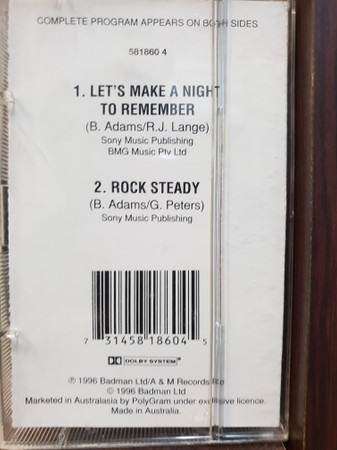 COMPLETE PROGRAM APPEARS ON BOTH SIDES
581860 4
1. LET'S MAKE A NIGHT
TO REMEMBER
(B. Adams/R.J. Lange)
Sony Music Publishing
BMG Music Pty Ltd
2. ROCK STEADY
(B. Adams/G. Peters)
Sony Music Publishing
7 31458 18604 5
DOLBY SYSTEM
℗ 1996 Badman Ltd/A & M Records
© 1996 Badman Ltd
Marketed in Australasia by PolyGram under exclusive licence.
Made in Australia.